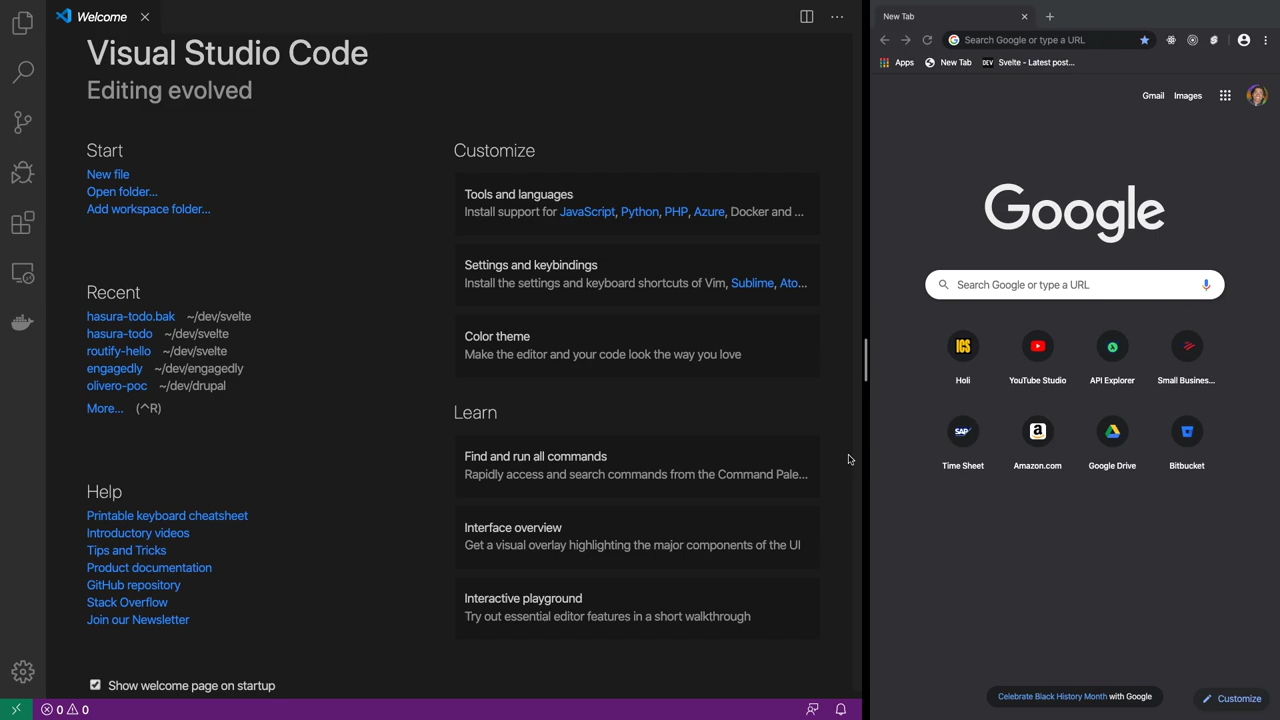 Welcome
Visual Studio Code
Editing evolved
Start
New file
Open folder...
Add workspace folder...
Recent
hasura-todo.bak ~/dev/svelte
hasura-todo ~/dev/svelte
routify-hello ~/dev/svelte
engagedly ~/dev/engagedly
olivero-poc ~/dev/drupal
More... (^R)
Help
Printable keyboard cheatsheet
Introductory videos
Tips and Tricks
Product documentation
GitHub repository
Stack Overflow
Join our Newsletter
Show welcome page on startup
0 0
Customize
Tools and languages
Install support for JavaScript, Python, PHP, Azure, Docker and ...
Settings and keybindings
Install the settings and keyboard shortcuts of Vim, Sublime, Ato...
Color theme
Make the editor and your code look the way you love
Learn
Find and run all commands
Rapidly access and search commands from the Command Pale...
Interface overview
Get a visual overlay highlighting the major components of the UI
Interactive playground
Try out essential editor features in a short walkthrough
New Tab
Search Google or type a URL
Apps New Tab DEV Svelte - Latest post...
Gmail Images
Google
Search Google or type a URL
ICS
Holi YouTube Studio API Explorer Small Busines...
SAP
Time Sheet Amazon.com Google Drive Bitbucket
Celebrate Black History Month with Google
Customize